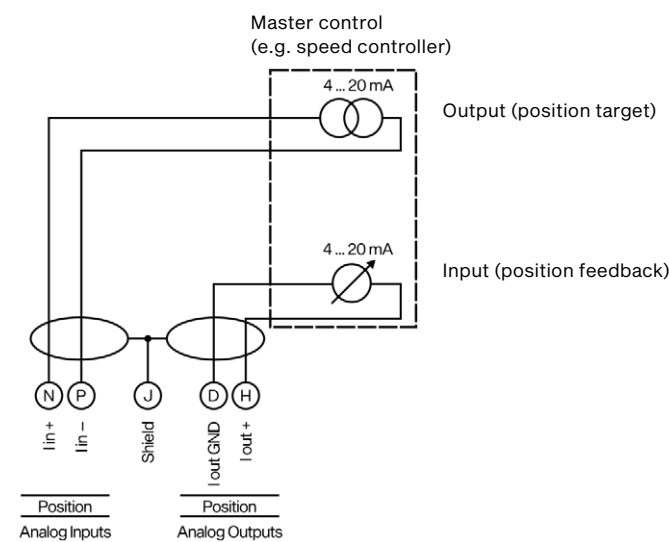 Master control
(e.g. speed controller)
4 ... 20 mA
Output (position target)
4 ... 20 mA
Input (position feedback)
N
P
J
D
H
I in +
I in –
Shield
I out GND
I out +
Position
Position
Analog Inputs
Analog Outputs